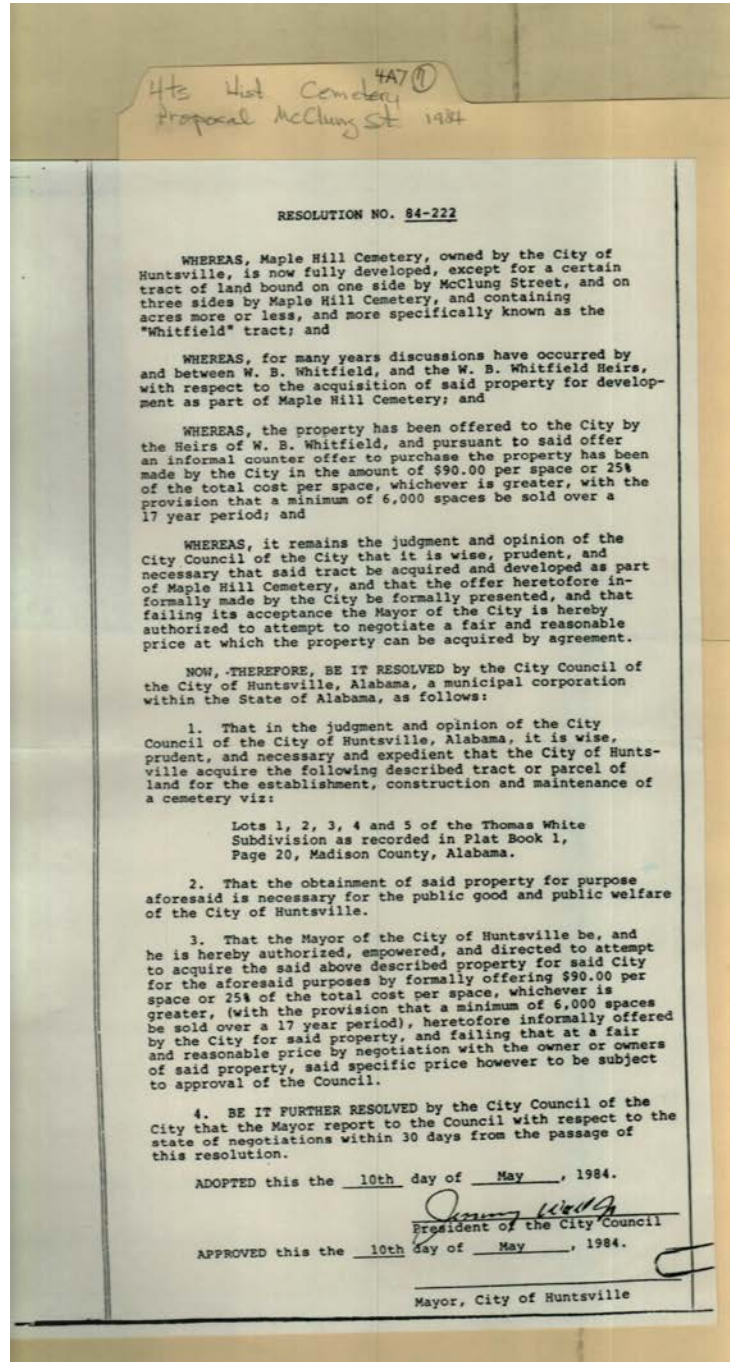 4A7 (7)
Hts Hist Cemetery
Proposal McClung St. 1984
RESOLUTION NO. 84-222
WHEREAS, Maple Hill Cemetery, owned by the City of
Huntsville, is now fully developed, except for a certain
tract of land bound on one side by McClung Street, and on
three sides by Maple Hill Cemetery, and containing
acres more or less, and more specifically known as the
"Whitfield" tract; and
WHEREAS, for many years discussions have occurred by
and between W. B. Whitfield, and the W. B. Whitfield Heirs,
with respect to the acquisition of said property for develop-
ment as part of Maple Hill Cemetery; and
WHEREAS, the property has been offered to the City by
the Heirs of W. B. Whitfield, and pursuant to said offer
an informal counter offer to purchase the property has been
made by the City in the amount of $90.00 per space or 25%
of the total cost per space, whichever is greater, with the
provision that a minimum of 6,000 spaces be sold over a
17 year period; and
WHEREAS, it remains the judgment and opinion of the
City Council of the City that it is wise, prudent, and
necessary that said tract be acquired and developed as part
of Maple Hill Cemetery, and that the offer heretofore in-
formally made by the City be formally presented, and that
failing its acceptance the Mayor of the City is hereby
authorized to attempt to negotiate a fair and reasonable
price at which the property can be acquired by agreement.
NOW, -THEREFORE, BE IT RESOLVED by the City Council of
the City of Huntsville, Alabama, a municipal corporation
within the State of Alabama, as follows:
1. That in the judgment and opinion of the City
Council of the City of Huntsville, Alabama, it is wise,
prudent, and necessary and expedient that the City of Hunts-
ville acquire the following described tract or parcel of
land for the establishment, construction and maintenance of
a cemetery viz:
Lots 1, 2, 3, 4 and 5 of the Thomas White
Subdivision as recorded in Plat Book 1,
Page 20, Madison County, Alabama.
2. That the obtainment of said property for purpose
aforesaid is necessary for the public good and public welfare
of the City of Huntsville.
3. That the Mayor of the City of Huntsville be, and
he is hereby authorized, empowered, and directed to attempt
to acquire the said above described property for said City
for the aforesaid purposes by formally offering $90.00 per
space or 25% of the total cost per space, whichever is
greater, (with the provision that a minimum of 6,000 spaces
be sold over a 17 year period), heretofore informally offered
by the City for said property, and failing that at a fair
and reasonable price by negotiation with the owner or owners
of said property, said specific price however to be subject
to approval of the Council.
4. BE IT FURTHER RESOLVED by the City Council of the
City that the Mayor report to the Council with respect to the
state of negotiations within 30 days from the passage of
this resolution.
ADOPTED this the 10th day of May, 1984.
President of the City Council
APPROVED this the 10th day of May, 1984.
Mayor, City of Huntsville